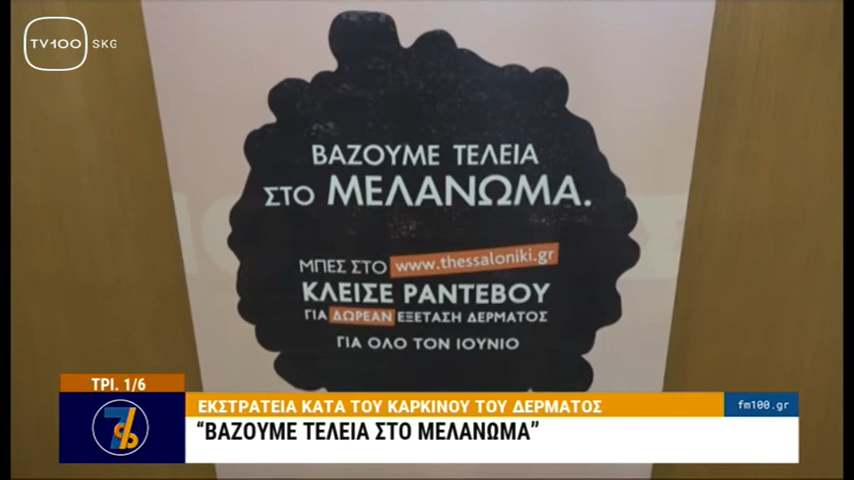 TV100 SKG
ΒΑΖΟΥΜΕ ΤΕΛΕΙΑ
ΣΤΟ ΜΕΛΑΝΩΜΑ.
ΜΠΕΣ ΣΤΟ www.thessaloniki.gr
ΚΛΕΙΣΕ ΡΑΝΤΕΒΟΥ
ΓΙΑ ΔΩΡΕΑΝ ΕΞΕΤΑΣΗ ΔΕΡΜΑΤΟΣ
ΓΙΑ ΟΛΟ ΤΟΝ ΙΟΥΝΙΟ
ΤΡΙ. 1/6
ΕΚΣΤΡΑΤΕΙΑ ΚΑΤΑ ΤΟΥ ΚΑΡΚΙΝΟΥ ΤΟΥ ΔΕΡΜΑΤΟΣ
fm100.gr
“ΒΑΖΟΥΜΕ ΤΕΛΕΙΑ ΣΤΟ ΜΕΛΑΝΩΜΑ”